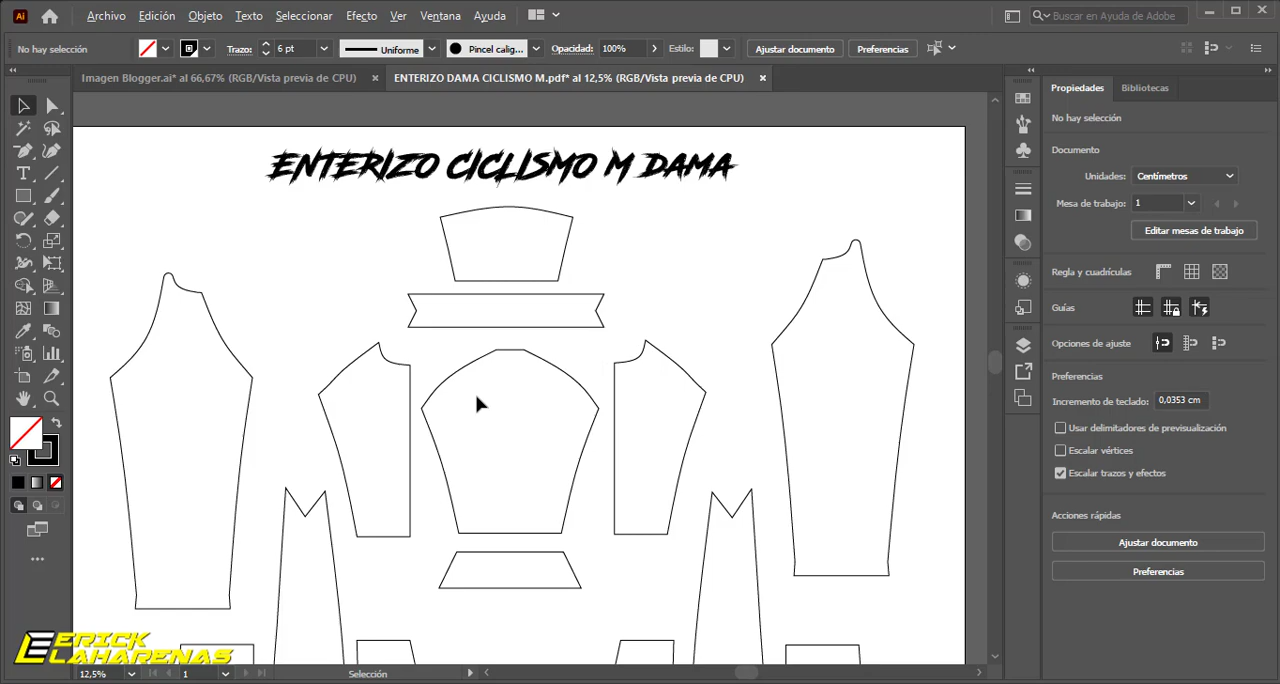 Ai
Archivo Edición Objeto Texto Seleccionar Efecto Ver Ventana Ayuda
Buscar en Ayuda de Adobe
No hay selección
Trazo: 6 pt
Uniforme
Pincel calig...
Opacidad: 100%
Estilo:
Ajustar documento
Preferencias
Imagen Blogger.ai* al 66,67% (RGB/Vista previa de CPU)
ENTERIZO DAMA CICLISMO M.pdf* al 12,5% (RGB/Vista previa de CPU)
ENTERIZO CICLISMO M DAMA
Propiedades Bibliotecas
No hay selección
Documento
Unidades: Centímetros
Mesa de trabajo: 1
Editar mesas de trabajo
Regla y cuadrículas
Guías
Opciones de ajuste
Preferencias
Incremento de teclado: 0,0353 cm
Usar delimitadores de previsualización
Escalar vértices
Escalar trazos y efectos
Acciones rápidas
Ajustar documento
Preferencias
ERICK
LAHARENAS
12,5%
1
Selección